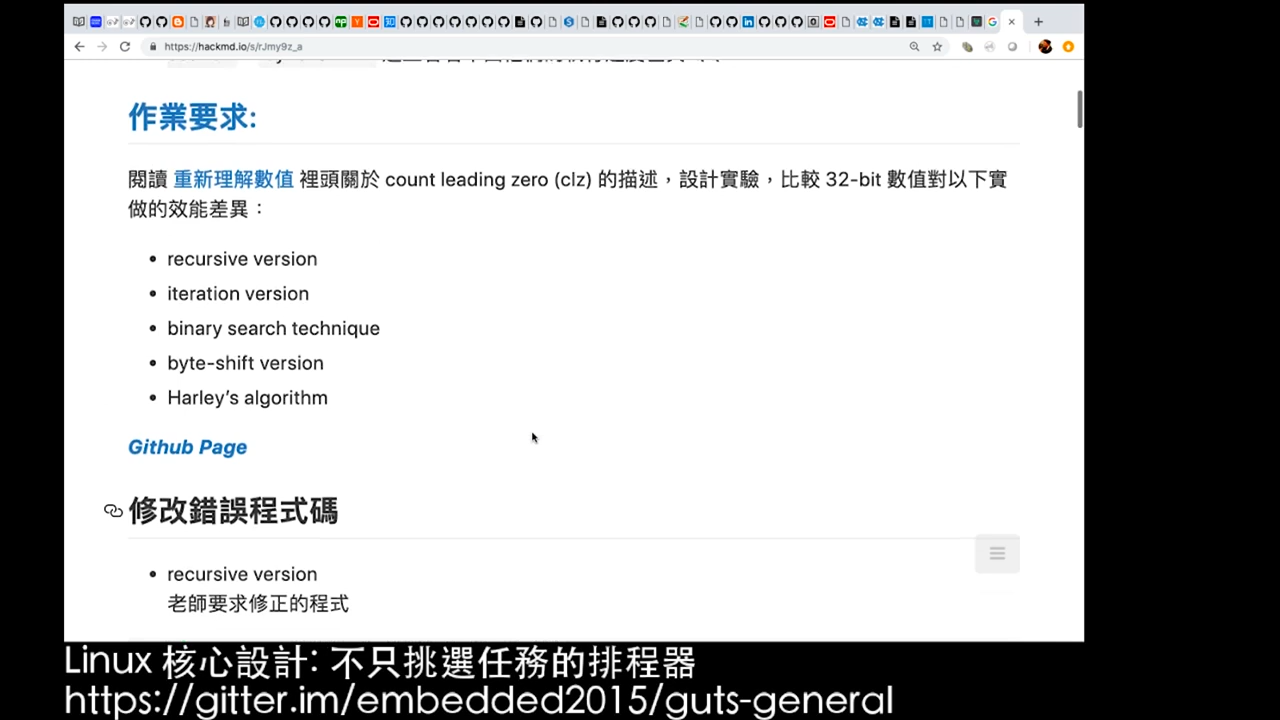 https://hackmd.io/s/rJmy9z_a
作業要求:
閱讀 重新理解數值 裡頭關於 count leading zero (clz) 的描述，設計實驗，比較 32-bit 數值對以下實
做的效能差異：
• recursive version
• iteration version
• binary search technique
• byte-shift version
• Harley's algorithm
Github Page
修改錯誤程式碼
• recursive version
老師要求修正的程式
Linux 核心設計: 不只挑選任務的排程器
https://gitter.im/embedded2015/guts-general